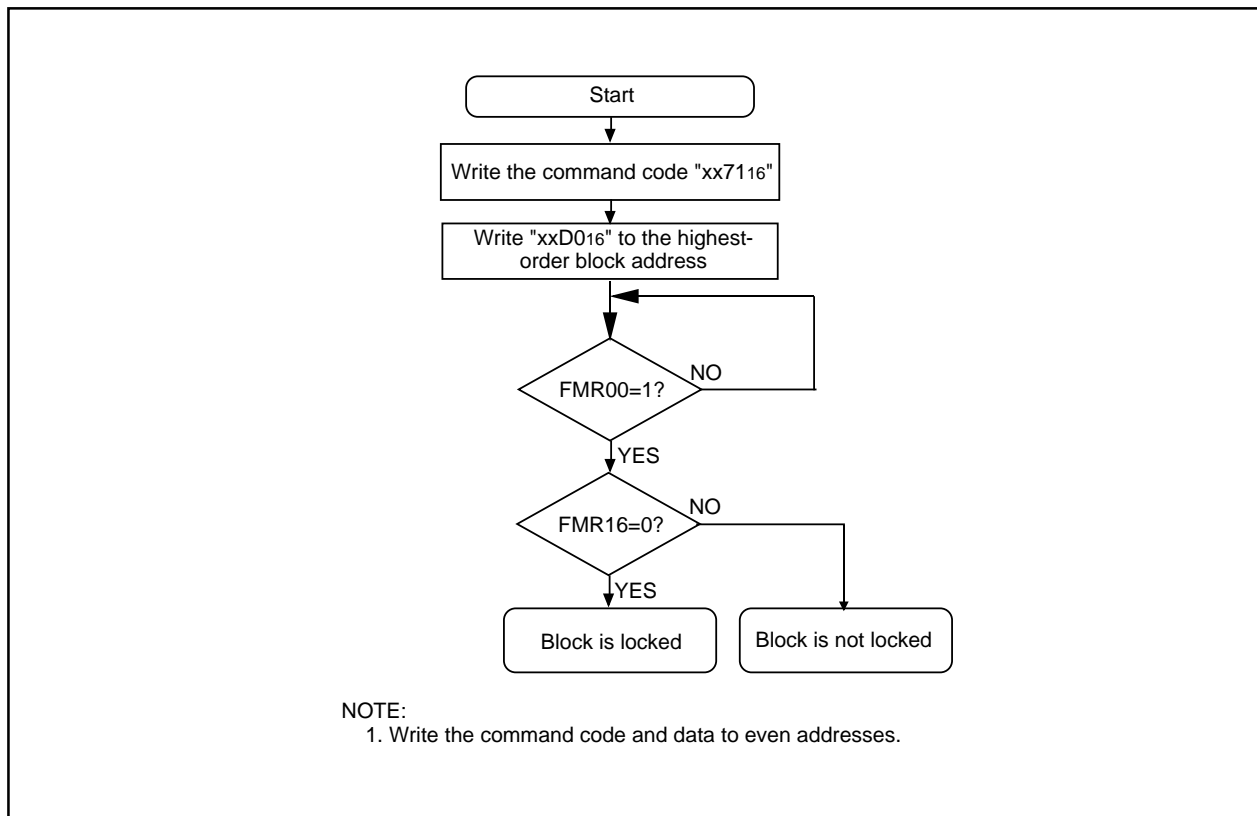 Start
Write the command code "xx7116"
Write "xxD016" to the highest-
order block address
FMR00=1?
NO
YES
FMR16=0?
NO
YES
Block is locked
Block is not locked
NOTE:
1. Write the command code and data to even addresses.